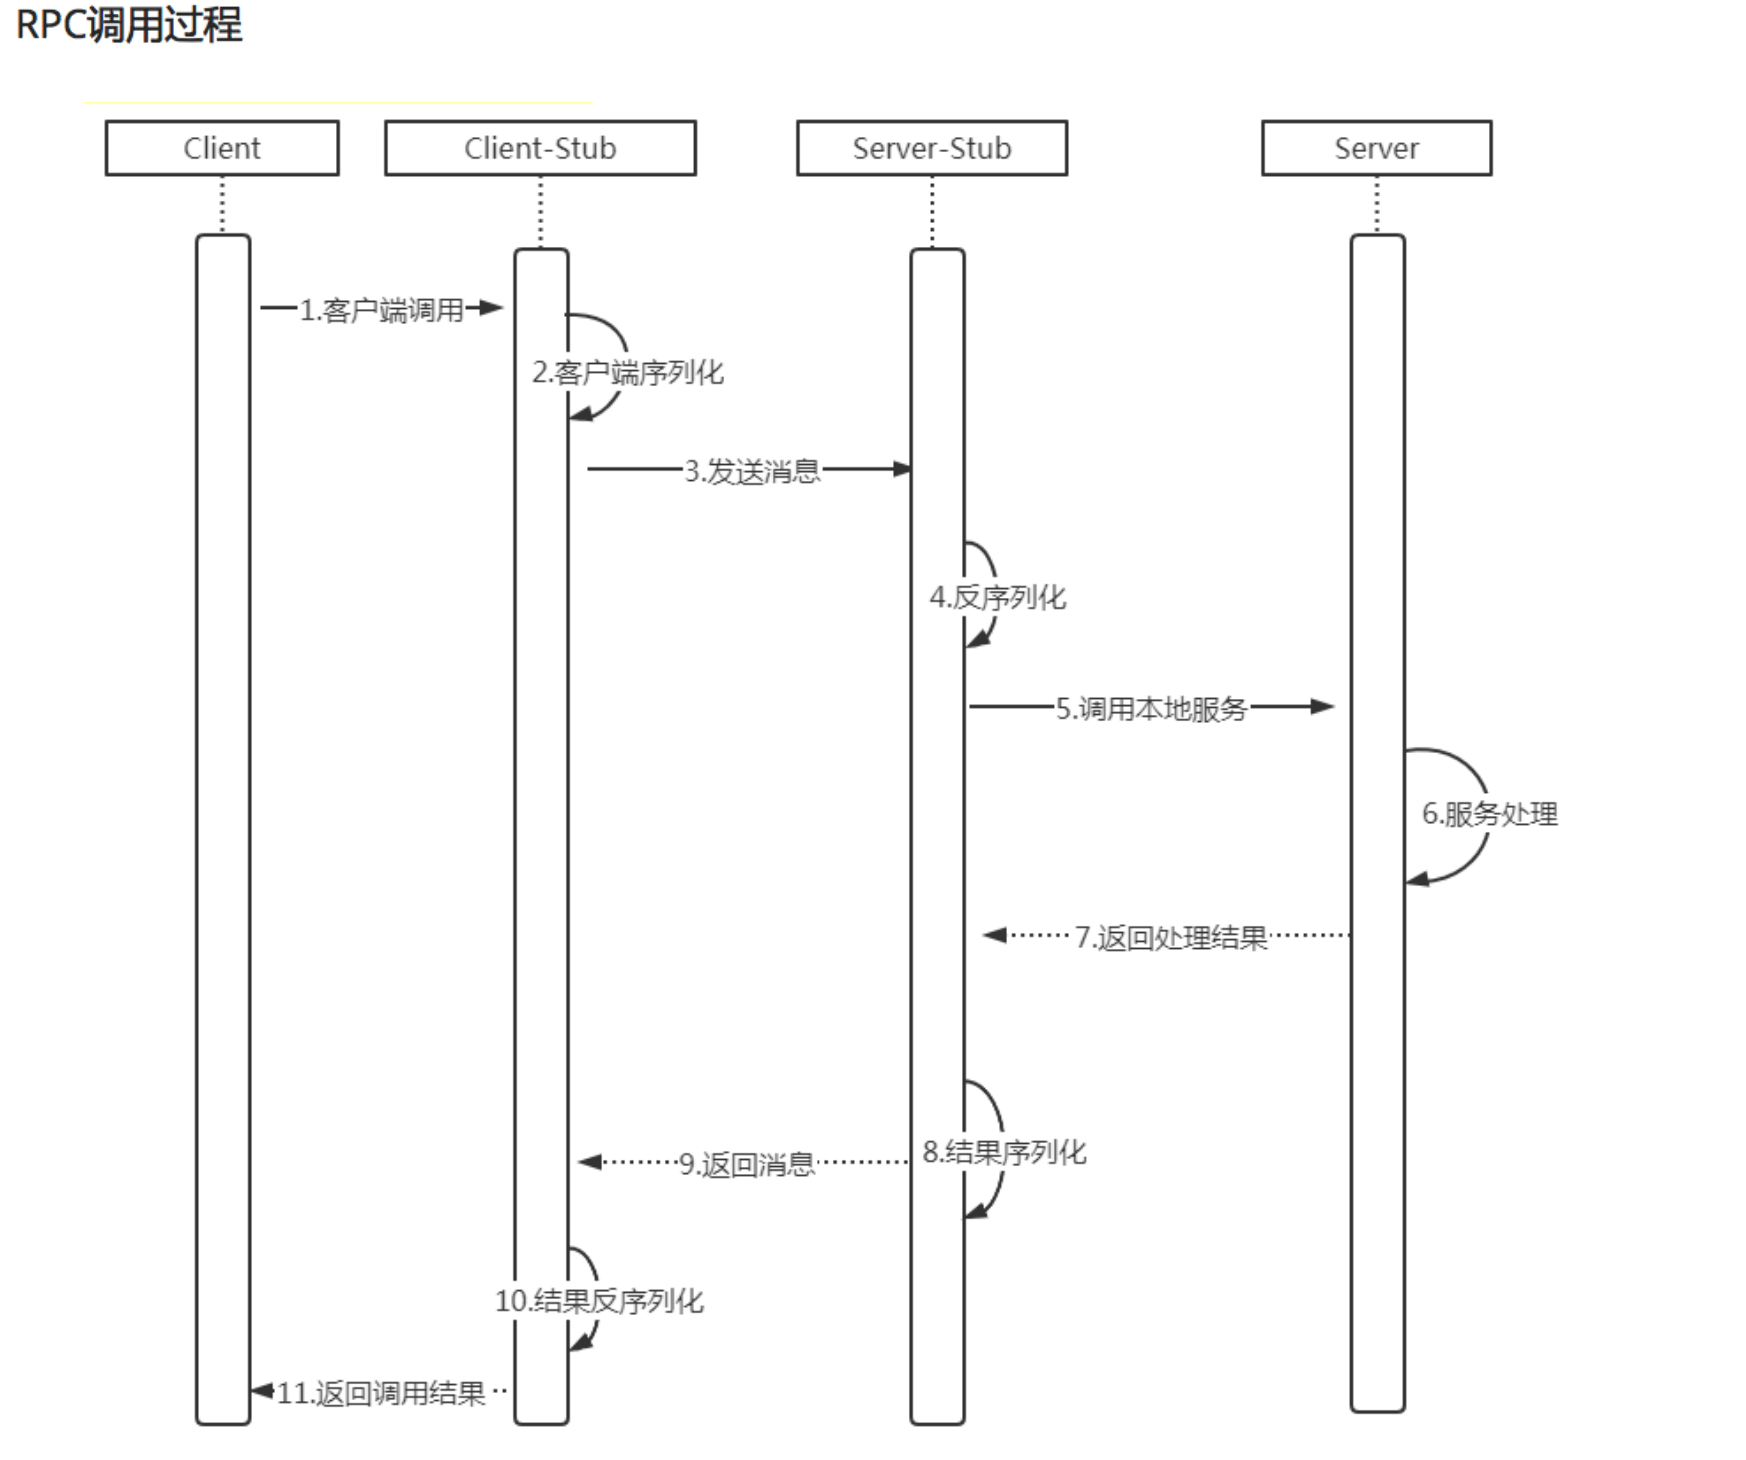 RPC调用过程
Client
Client-Stub
Server-Stub
Server
1.客户端调用
2.客户端序列化
3.发送消息
4.反序列化
5.调用本地服务
6.服务处理
7.返回处理结果
8.结果序列化
9.返回消息
10.结果反序列化
11.返回调用结果